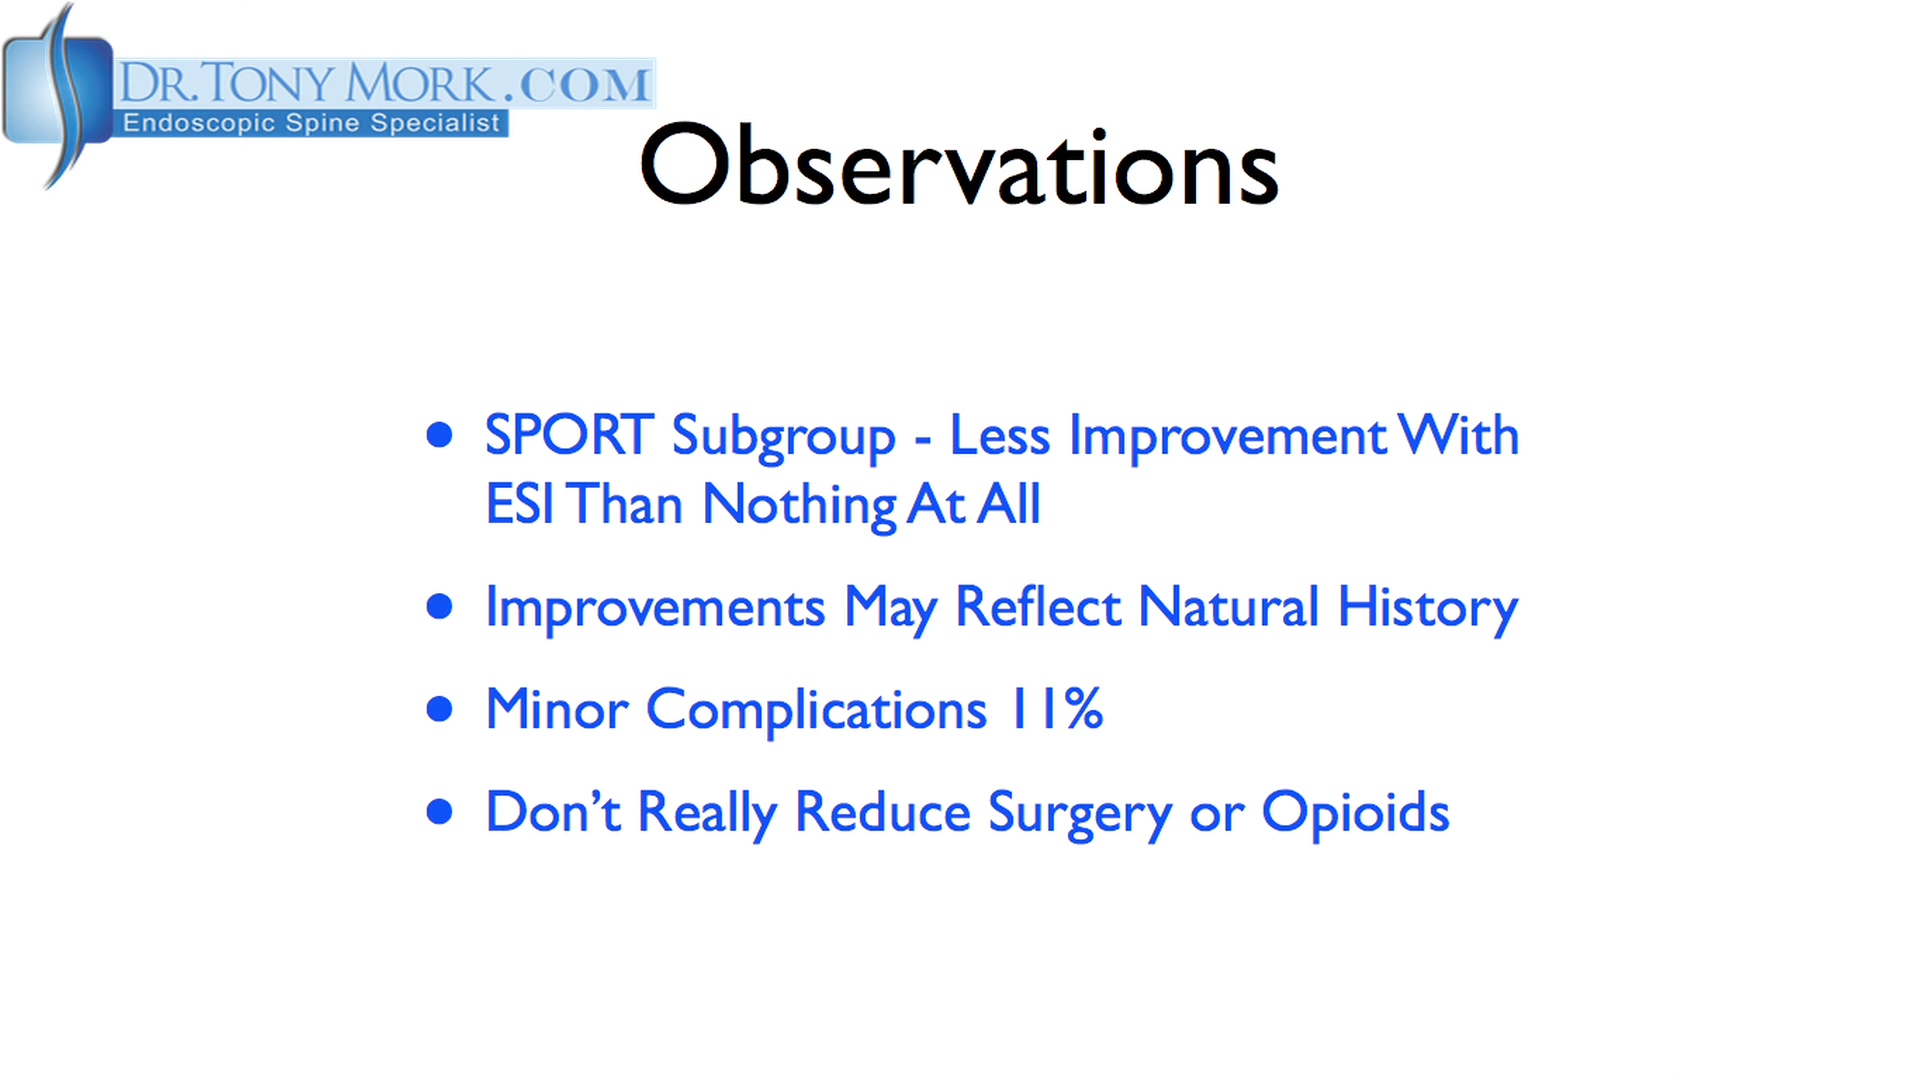 DR. TONY MORK.COM
Endoscopic Spine Specialist
Observations
• SPORT Subgroup - Less Improvement With
ESI Than Nothing At All
• Improvements May Reflect Natural History
• Minor Complications 11%
• Don’t Really Reduce Surgery or Opioids